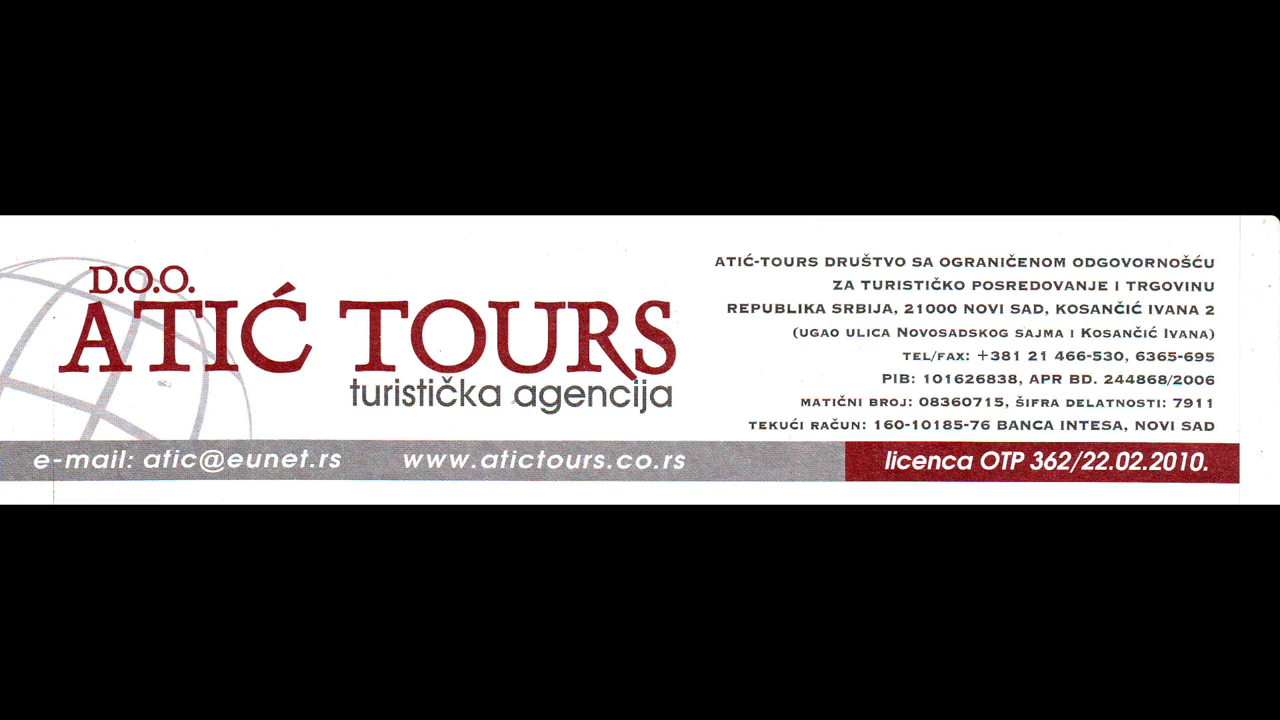 D.O.O.
ATIĆ TOURS
turistička agencija
ATIĆ-TOURS DRUŠTVO SA OGRANIČENOM ODGOVORNOŠĆU
ZA TURISTIČKO POSREDOVANJE I TRGOVINU
REPUBLIKA SRBIJA, 21000 NOVI SAD, KOSANČIĆ IVANA 2
(UGAO ULICA NOVOSADSKOG SAJMA I KOSANČIĆ IVANA)
TEL/FAX: +381 21 466-530, 6365-695
PIB: 101626838, APR BD. 244868/2006
MATIČNI BROJ: 08360715, ŠIFRA DELATNOSTI: 7911
TEKUĆI RAČUN: 160-10185-76 BANCA INTESA, NOVI SAD
e-mail: atic@eunet.rs www.atictours.co.rs
licenca OTP 362/22.02.2010.